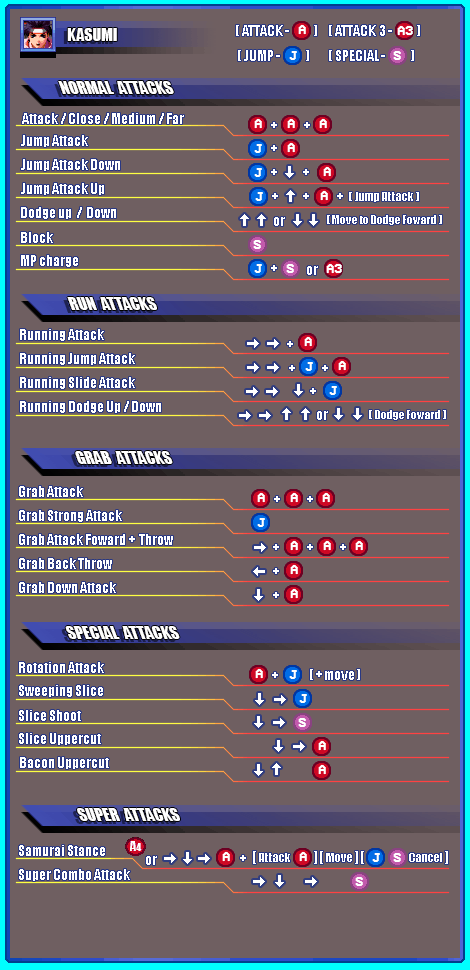 KASUMI [ ATTACK - A ] [ ATTACK 3 - A3 ]
[ JUMP - J ] [ SPECIAL - S ]
NORMAL ATTACKS
Attack / Close / Medium / Far A + A + A
Jump Attack J + A
Jump Attack Down J + ↓ + A
Jump Attack Up J + ↑ + A + [ Jump Attack ]
Dodge up / Down ↑ ↑ or ↓ ↓ [ Move to Dodge Foward ]
Block S
MP charge J + S or A3
RUN ATTACKS
Running Attack → → + A
Running Jump Attack → → + J + A
Running Slide Attack → → ↓ + J
Running Dodge Up / Down → → ↑ ↑ or ↓ ↓ [ Dodge Foward ]
GRAB ATTACKS
Grab Attack A + A + A
Grab Strong Attack J
Grab Attack Foward + Throw → + A + A + A
Grab Back Throw ← + A
Grab Down Attack ↓ + A
SPECIAL ATTACKS
Rotation Attack A + J [ + move ]
Sweeping Slice ↓ → J
Slice Shoot ↓ → S
Slice Uppercut ↓ → A
Bacon Uppercut ↓ ↑ A
SUPER ATTACKS
Samurai Stance A4 or → ↓ → A + [ Attack A ] [ Move ] [ J S Cancel ]
Super Combo Attack → ↓ → S